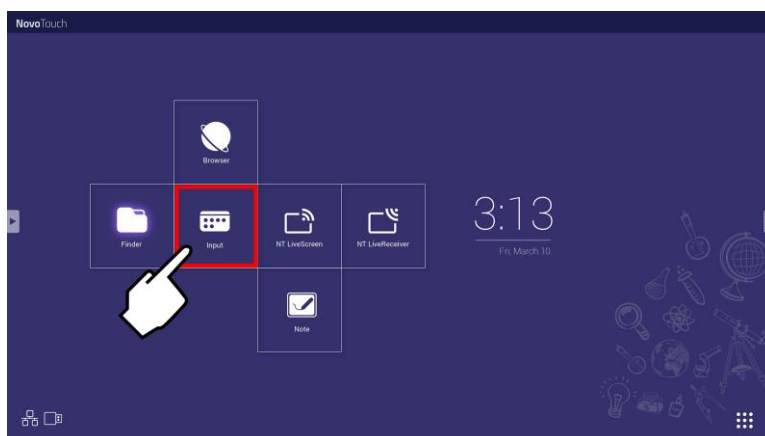 NovoTouch
Browser
Finder
Input
NT LiveScreen
NT LiveReceiver
3:13
Fri, March 10
Note